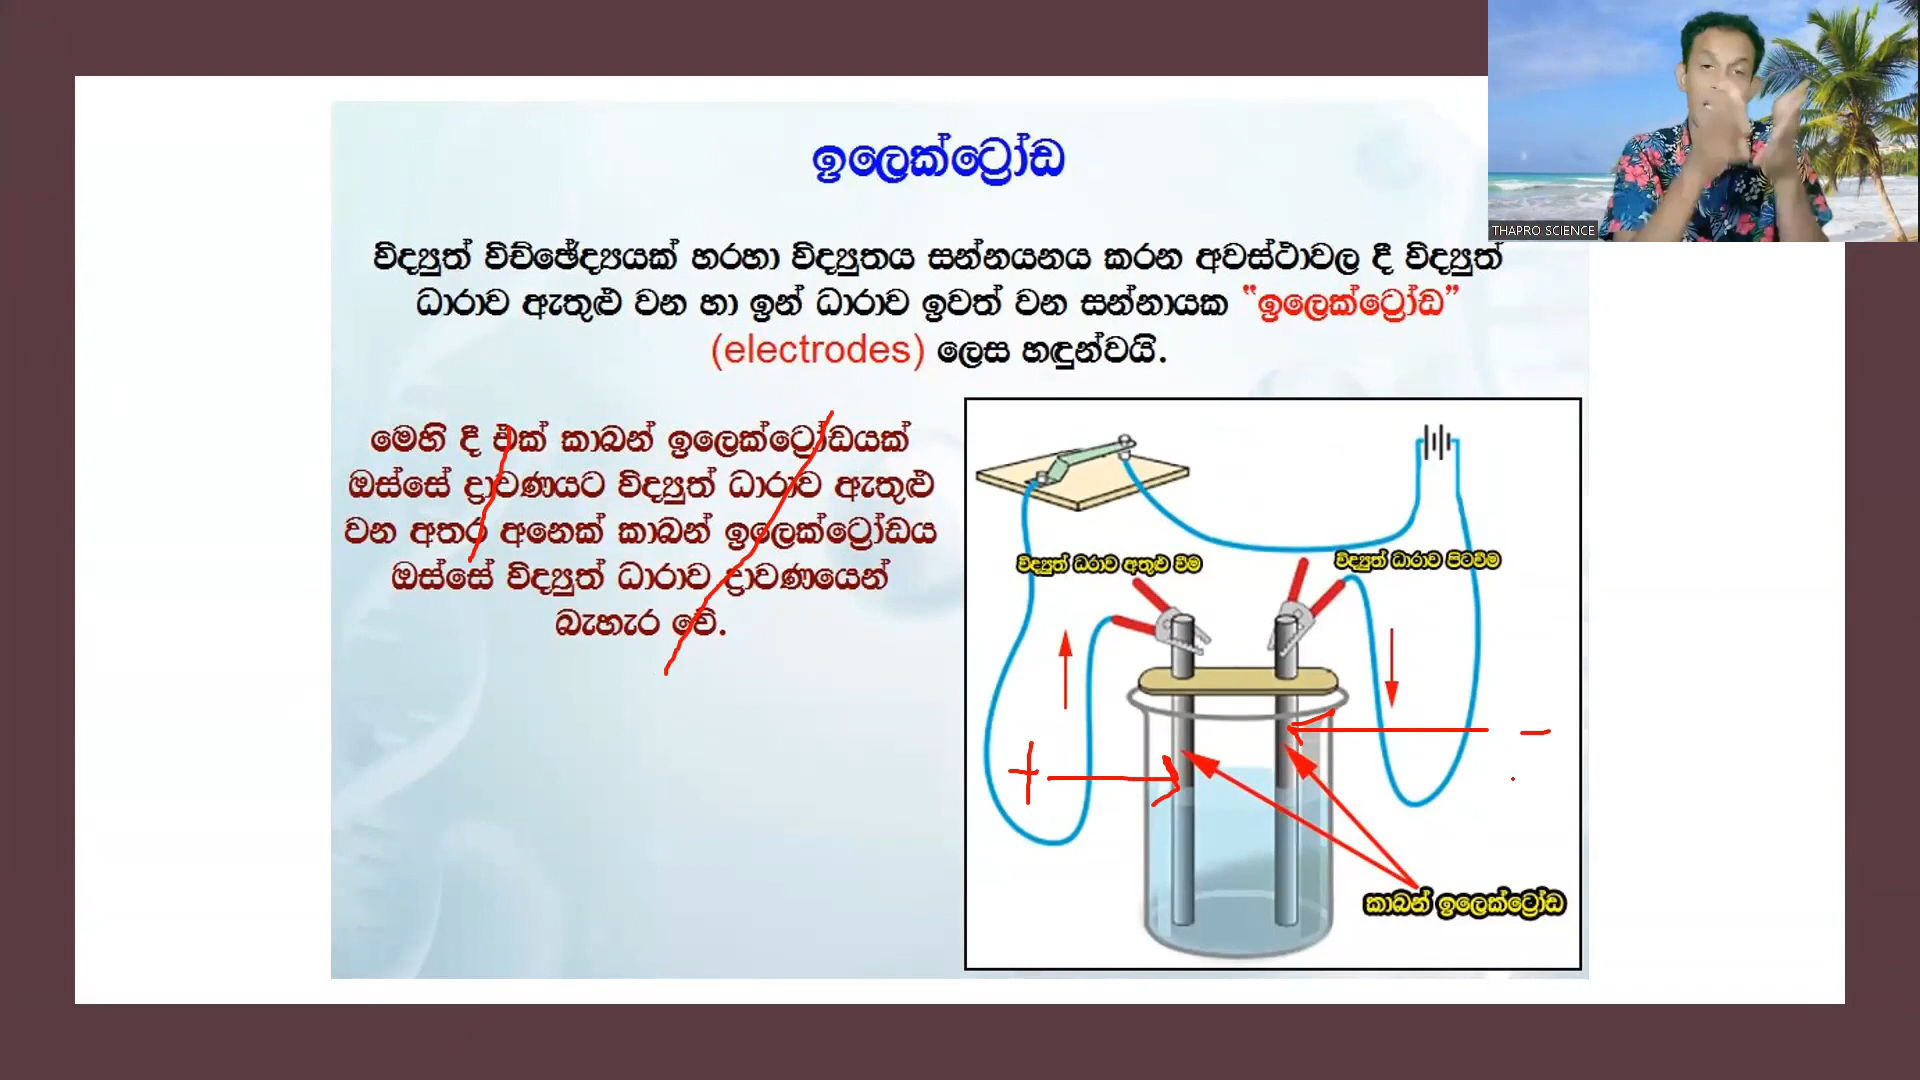 THAPRO SCIENCE
ඉලෙක්ට්‍රෝඩ
විද්‍යුත් විච්ඡේද්‍යයක් හරහා විද්‍යුතය සන්නයනය කරන අවස්ථාවල දී විද්‍යුත්
ධාරාව ඇතුළු වන හා ඉන් ධාරාව ඉවත් වන සන්නායක “ඉලෙක්ට්‍රෝඩ”
(electrodes) ලෙස හඳුන්වයි.
මෙහි දී එක් කාබන් ඉලෙක්ට්‍රෝඩයක්
ඔස්සේ ද්‍රාවණයට විද්‍යුත් ධාරාව ඇතුළු
වන අතර අනෙක් කාබන් ඉලෙක්ට්‍රෝඩය
ඔස්සේ විද්‍යුත් ධාරාව ද්‍රාවණයෙන්
බැහැර වේ.
විද්‍යුත් ධරාව අතුළු වීම
විද්‍යුත් ධාරාව පිටවීම
+
-
කාබන් ඉලෙක්ට්‍රෝඩ